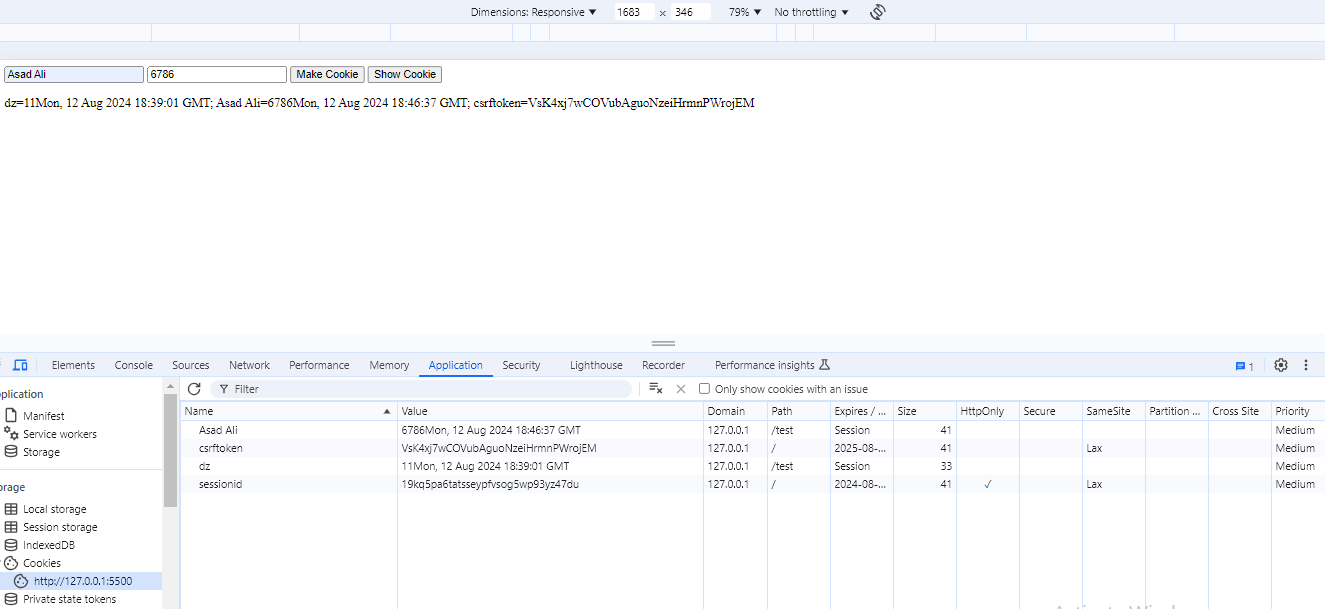 Dimensions: Responsive ▼ 1683 x 346 79% ▼ No throttling ▼
Asad Ali 6786 Make Cookie Show Cookie
dz=11Mon, 12 Aug 2024 18:39:01 GMT; Asad Ali=6786Mon, 12 Aug 2024 18:46:37 GMT; csrftoken=VsK4xj7wCOVubAguoNzeiHrmnPWrojEM
Elements Console Sources Network Performance Memory Application Security Lighthouse Recorder Performance insights 1
plication
Manifest
Service workers
Storage
orage
Local storage
Session storage
IndexedDB
Cookies
http://127.0.0.1:5500
Private state tokens
Filter Only show cookies with an issue
Name ▲ Value Domain Path Expires / ... Size HttpOnly Secure SameSite Partition ... Cross Site Priority
Asad Ali 6786Mon, 12 Aug 2024 18:46:37 GMT 127.0.0.1 /test Session 41 Medium
csrftoken VsK4xj7wCOVubAguoNzeiHrmnPWrojEM 127.0.0.1 / 2025-08-... 41 Lax Medium
dz 11Mon, 12 Aug 2024 18:39:01 GMT 127.0.0.1 /test Session 33 Medium
sessionid 19kq5pa6tatsseypfvsog5wp93yz47du 127.0.0.1 / 2024-08-... 41 ✓ Lax Medium